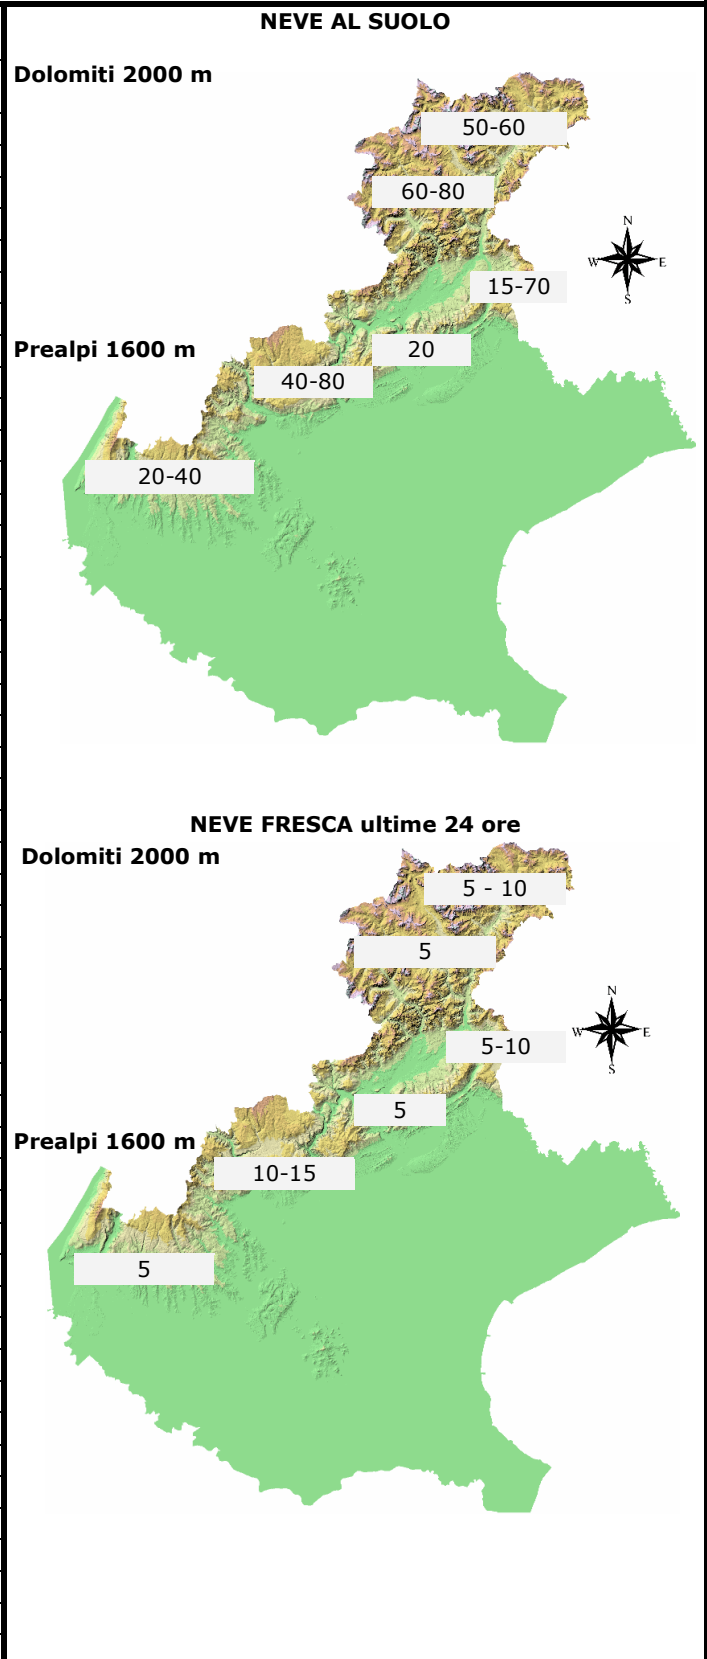 NEVE AL SUOLO
Dolomiti 2000 m
50-60
60-80
N
W E
S
15-70
Prealpi 1600 m
20
40-80
20-40
NEVE FRESCA ultime 24 ore
Dolomiti 2000 m
5 - 10
5
N
W E
S
5-10
5
Prealpi 1600 m
10-15
5